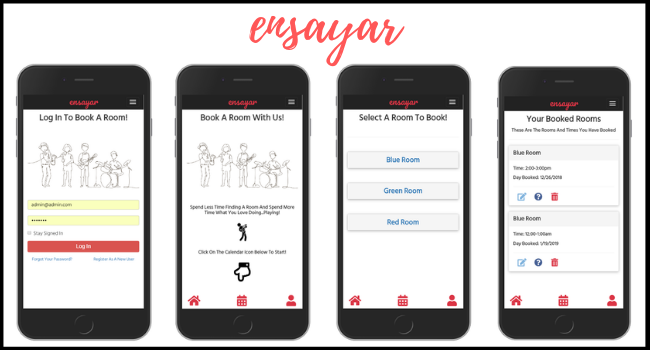 ensayar
ensayar
Log In To Book A Room!
admin@admin.com
Stay Signed In
Log In
Forgot Your Password?
Register As A New User
ensayar
Book A Room With Us!
Spend Less Time Finding A Room And Spend More
Time What You Love Doing...Playing!
Click On The Calendar Icon Below To Start!
ensayar
Select A Room To Book!
Blue Room
Green Room
Red Room
ensayar
Your Booked Rooms
These Are The Rooms And Times You Have Booked
Blue Room
Time: 2:00-3:00pm
Day Booked: 12/26/2018
Blue Room
Time: 12:00-1:00am
Day Booked: 1/18/2019